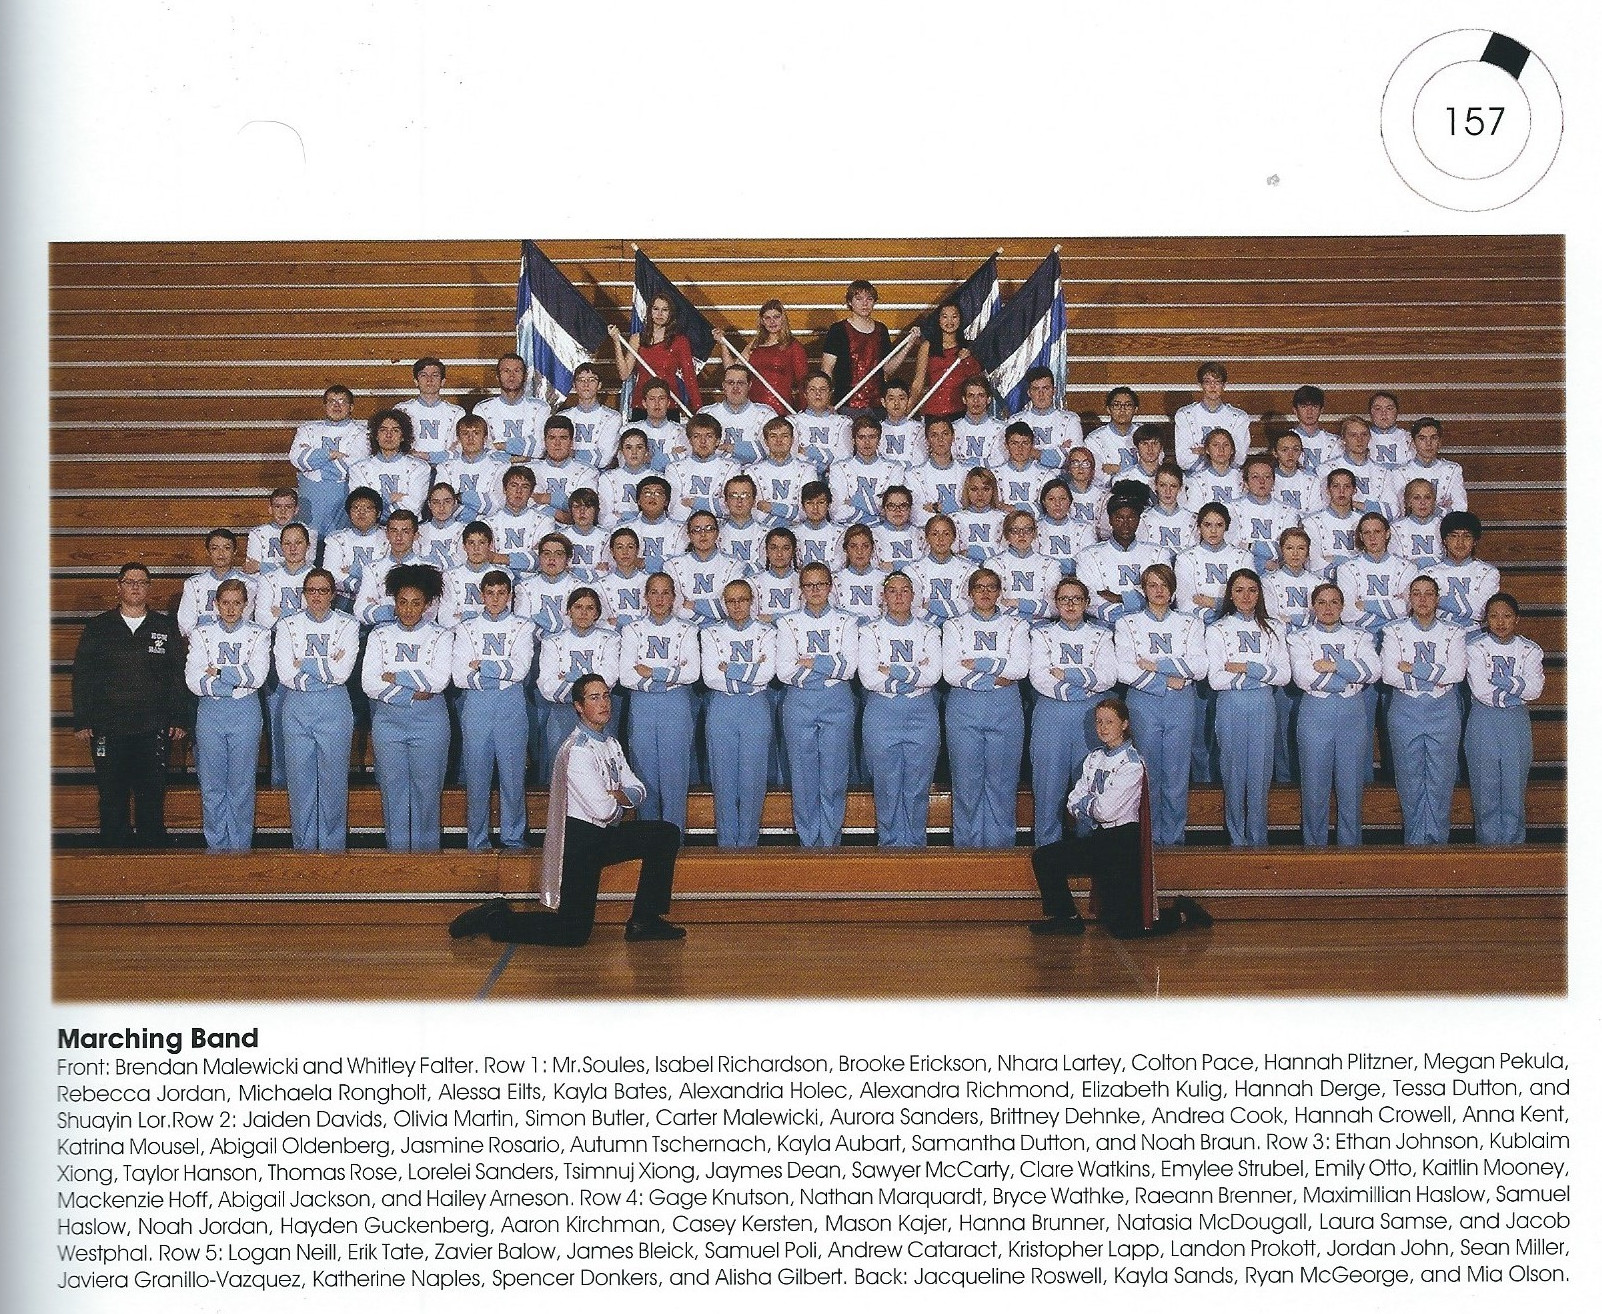 157
Marching Band
Front: Brendan Malewicki and Whitley Falter. Row 1: Mr.Soules, Isabel Richardson, Brooke Erickson, Nhara Lartey, Colton Pace, Hannah Plitzner, Megan Pekula,
Rebecca Jordan, Michaela Rongholt, Alessa Eilts, Kayla Bates, Alexandria Holec, Alexandra Richmond, Elizabeth Kulig, Hannah Derge, Tessa Dutton, and
Shuayin Lor.Row 2: Jaiden Davids, Olivia Martin, Simon Butler, Carter Malewicki, Aurora Sanders, Brittney Dehnke, Andrea Cook, Hannah Crowell, Anna Kent,
Katrina Mousel, Abigail Oldenberg, Jasmine Rosario, Autumn Tschernach, Kayla Aubart, Samantha Dutton, and Noah Braun. Row 3: Ethan Johnson, Kublaim
Xiong, Taylor Hanson, Thomas Rose, Lorelei Sanders, Tsimnuj Xiong, Jaymes Dean, Sawyer McCarty, Clare Watkins, Emylee Strubel, Emily Otto, Kaitlin Mooney,
Mackenzie Hoff, Abigail Jackson, and Hailey Arneson. Row 4: Gage Knutson, Nathan Marquardt, Bryce Wathke, Raeann Brenner, Maximillian Haslow, Samuel
Haslow, Noah Jordan, Hayden Guckenberg, Aaron Kirchman, Casey Kersten, Mason Kajer, Hanna Brunner, Natasia McDougall, Laura Samse, and Jacob
Westphal. Row 5: Logan Neill, Erik Tate, Zavier Balow, James Bleick, Samuel Poli, Andrew Cataract, Kristopher Lapp, Landon Prokott, Jordan John, Sean Miller,
Javiera Granillo-Vazquez, Katherine Naples, Spencer Donkers, and Alisha Gilbert. Back: Jacqueline Roswell, Kayla Sands, Ryan McGeorge, and Mia Olson.